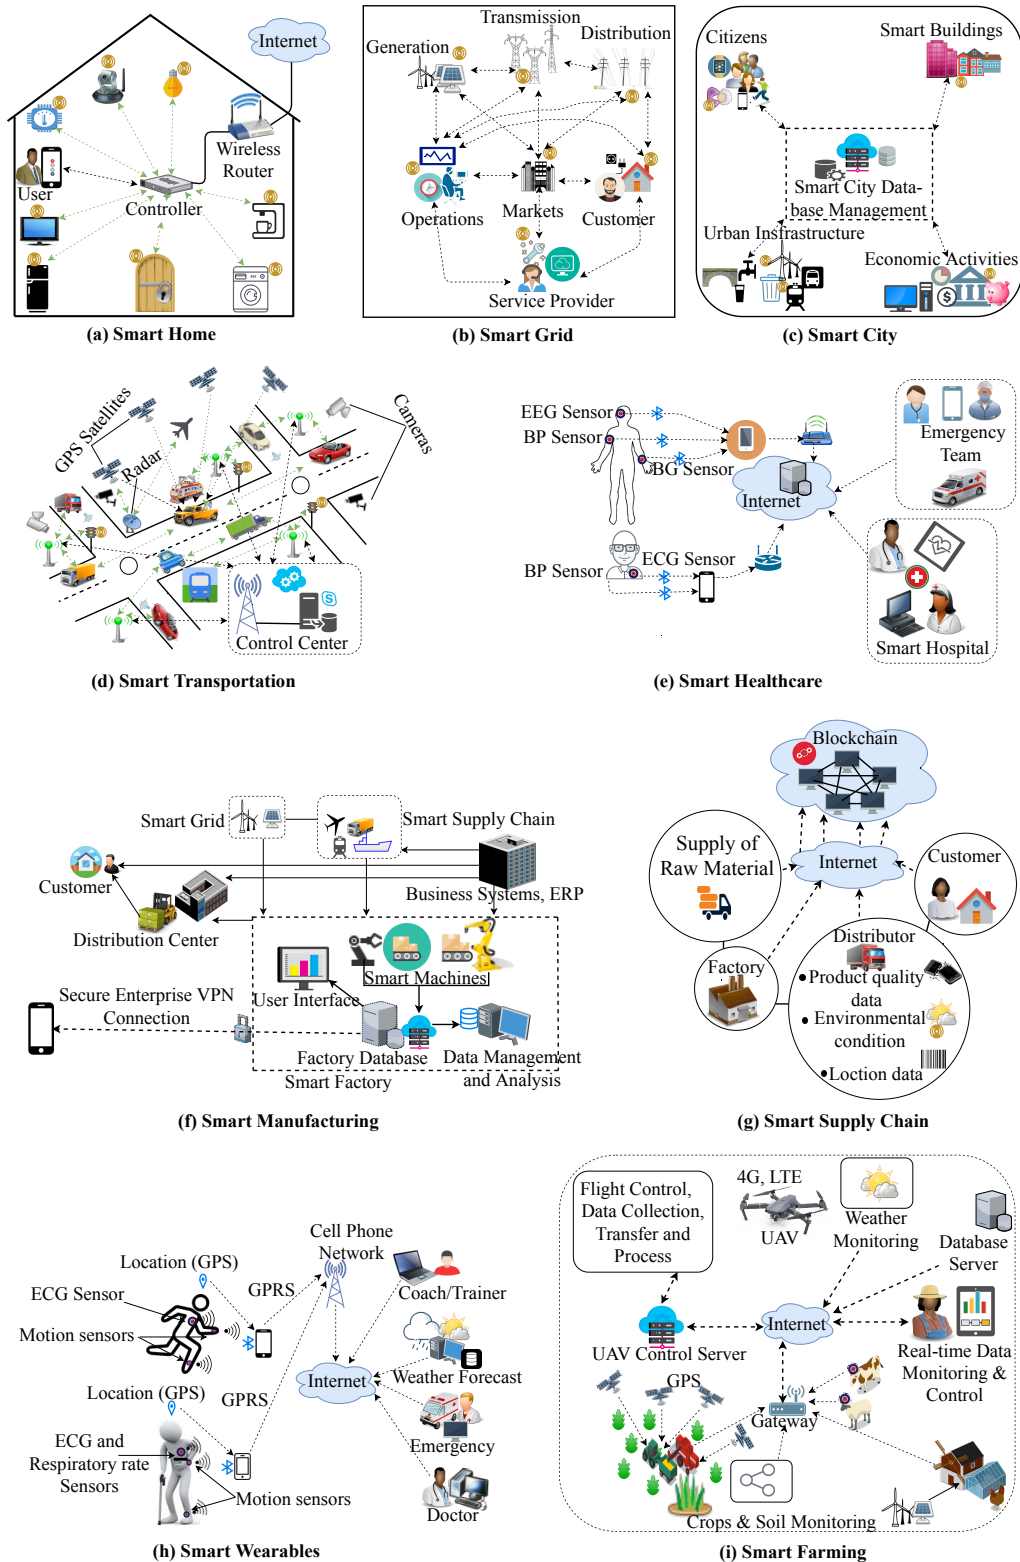 Internet
Wireless
Router
User
Controller
(a) Smart Home
Transmission
Generation
Distribution
Operations
Markets
Customer
Service Provider
(b) Smart Grid
Citizens
Smart Buildings
Smart City Data-
base Management
Urban Insfrastructure
Economic Activities
(c) Smart City
GPS Satellites
Radar
Cameras
Control Center
(d) Smart Transportation
EEG Sensor
BP Sensor
BG Sensor
Internet
Emergency
Team
BP Sensor
ECG Sensor
Smart Hospital
(e) Smart Healthcare
Smart Grid
Smart Supply Chain
Customer
Business Systems, ERP
Distribution Center
Smart Machines
User Interface
Secure Enterprise VPN
Connection
Factory Database
Data Management
and Analysis
Smart Factory
(f) Smart Manufacturing
Blockchain
Supply of
Raw Material
Internet
Customer
Factory
Distributor
Product quality
data
Environmental
condition
Loction data
(g) Smart Supply Chain
Cell Phone
Network
Location (GPS)
GPRS
ECG Sensor
Motion sensors
Coach/Trainer
Weather Forecast
Internet
Location (GPS)
GPRS
Emergency
ECG and
Respiratory rate
Sensors
Motion sensors
Doctor
(h) Smart Wearables
Flight Control,
Data Collection,
Transfer and
Process
4G, LTE
UAV
Weather
Monitoring
Database
Server
Internet
UAV Control Server
Real-time Data
Monitoring &
Control
GPS
Gateway
Crops & Soil Monitoring
(i) Smart Farming